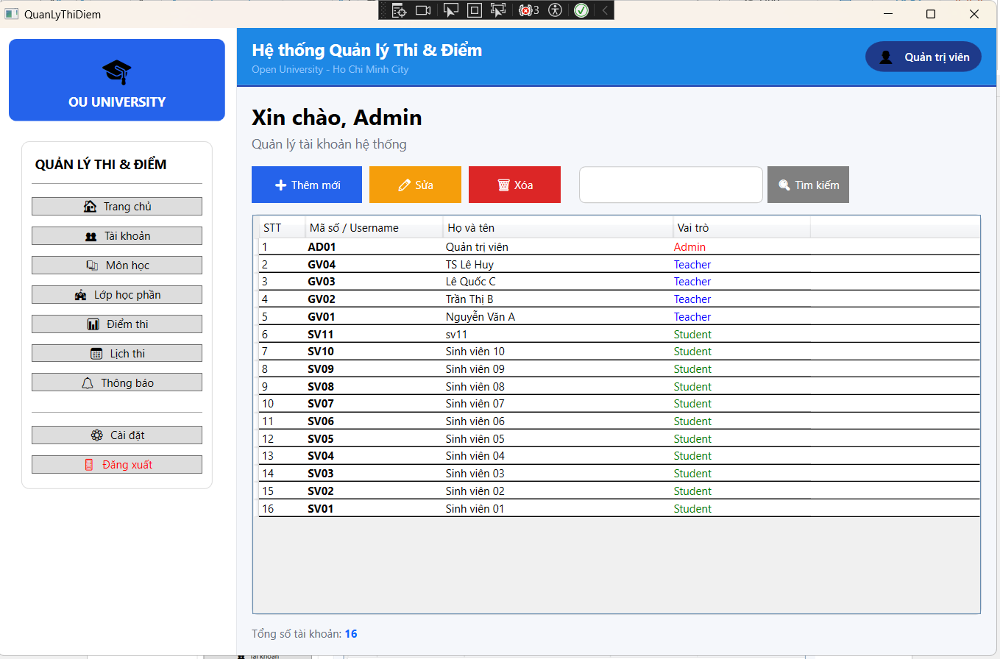 QuanLyThiDiem
3
OU UNIVERSITY
QUẢN LÝ THI & ĐIỂM
Trang chủ
Tài khoản
Môn học
Lớp học phần
Điểm thi
Lịch thi
Thông báo
Cài đặt
Đăng xuất
Hệ thống Quản lý Thi & Điểm
Open University - Ho Chi Minh City
Quản trị viên
Xin chào, Admin
Quản lý tài khoản hệ thống
Thêm mới Sửa Xóa Tìm kiếm
STT Mã số / Username Họ và tên Vai trò
1 AD01 Quản trị viên Admin
2 GV04 TS Lê Huy Teacher
3 GV03 Lê Quốc C Teacher
4 GV02 Trần Thị B Teacher
5 GV01 Nguyễn Văn A Teacher
6 SV11 sv11 Student
7 SV10 Sinh viên 10 Student
8 SV09 Sinh viên 09 Student
9 SV08 Sinh viên 08 Student
10 SV07 Sinh viên 07 Student
11 SV06 Sinh viên 06 Student
12 SV05 Sinh viên 05 Student
13 SV04 Sinh viên 04 Student
14 SV03 Sinh viên 03 Student
15 SV02 Sinh viên 02 Student
16 SV01 Sinh viên 01 Student
Tổng số tài khoản: 16